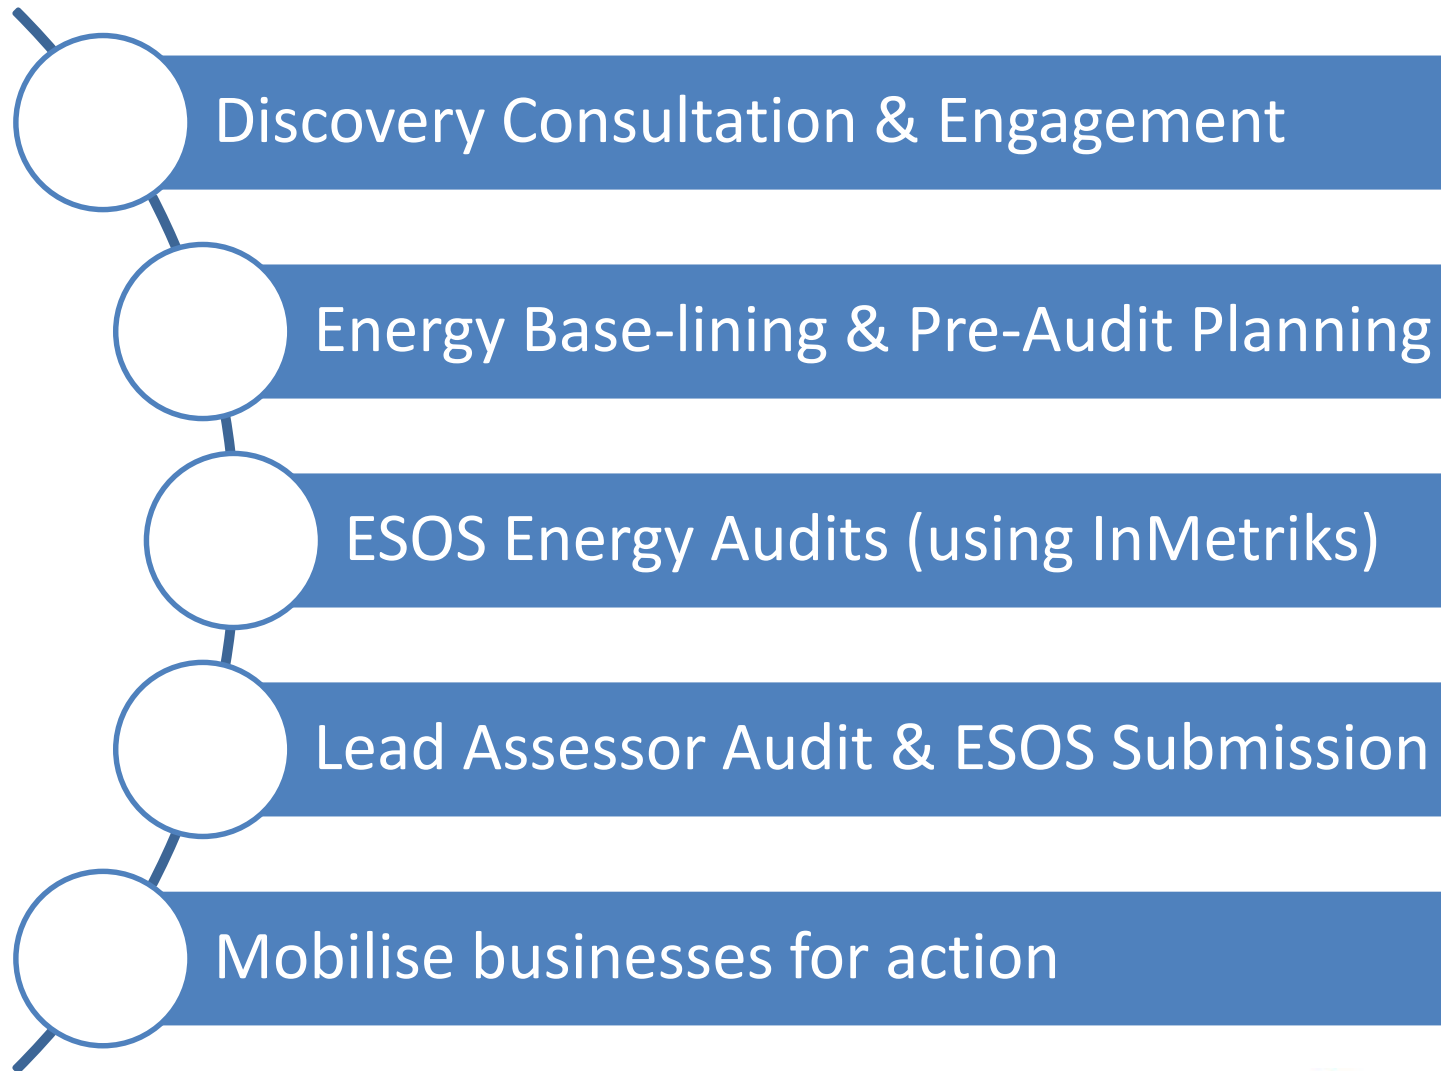 Discovery Consultation & Engagement
Energy Base-lining & Pre-Audit Planning
ESOS Energy Audits (using InMetriks)
Lead Assessor Audit & ESOS Submission
Mobilise businesses for action